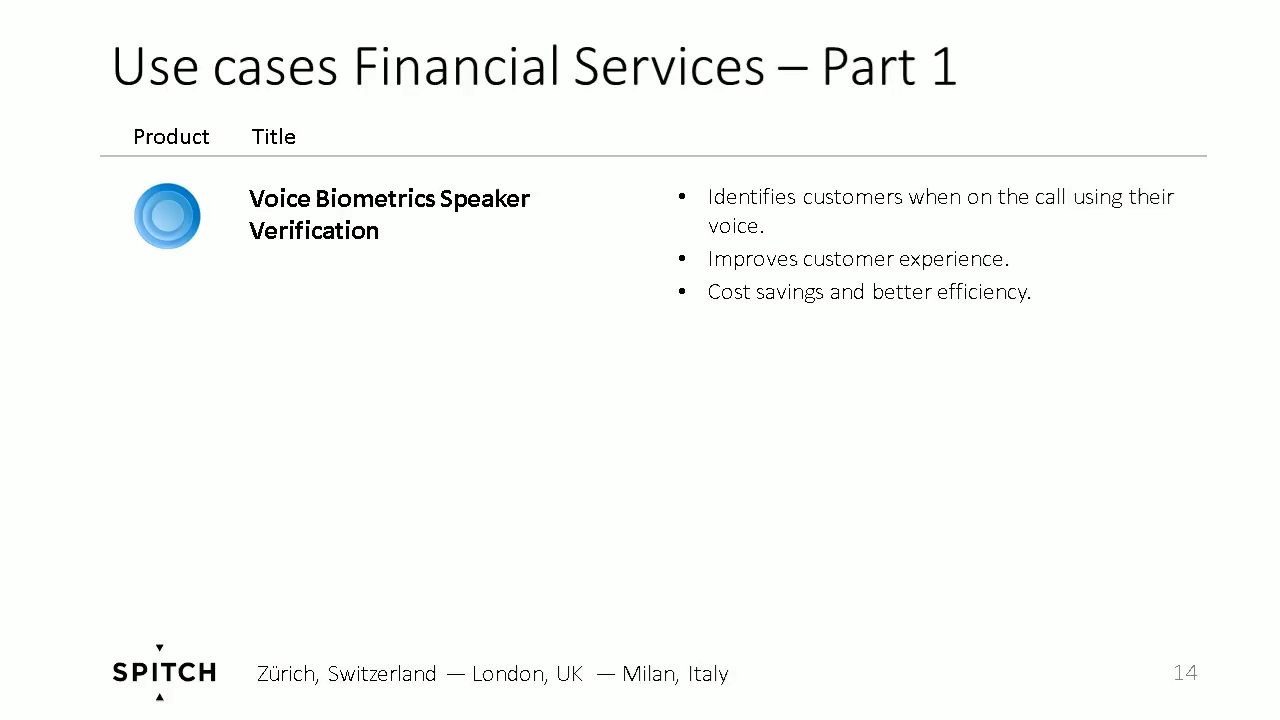 Use cases Financial Services – Part 1
Product Title
Voice Biometrics Speaker
Verification
• Identifies customers when on the call using their
voice.
• Improves customer experience.
• Cost savings and better efficiency.
SPITCH
Zürich, Switzerland — London, UK — Milan, Italy
14